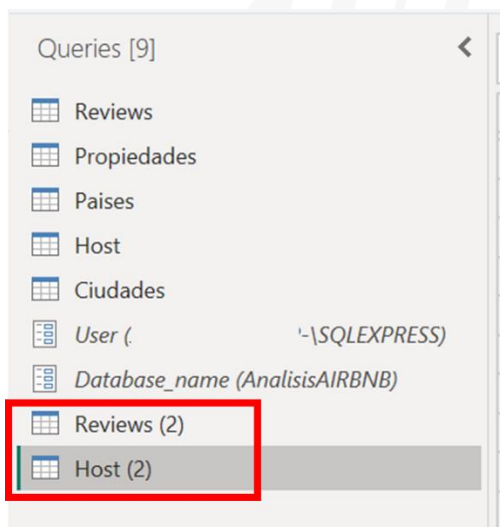 Queries [9]
Reviews
Propiedades
Paises
Host
Ciudades
User (. -\SQLEXPRESS)
Database_name (AnalisisAIRBNB)
Reviews (2)
Host (2)